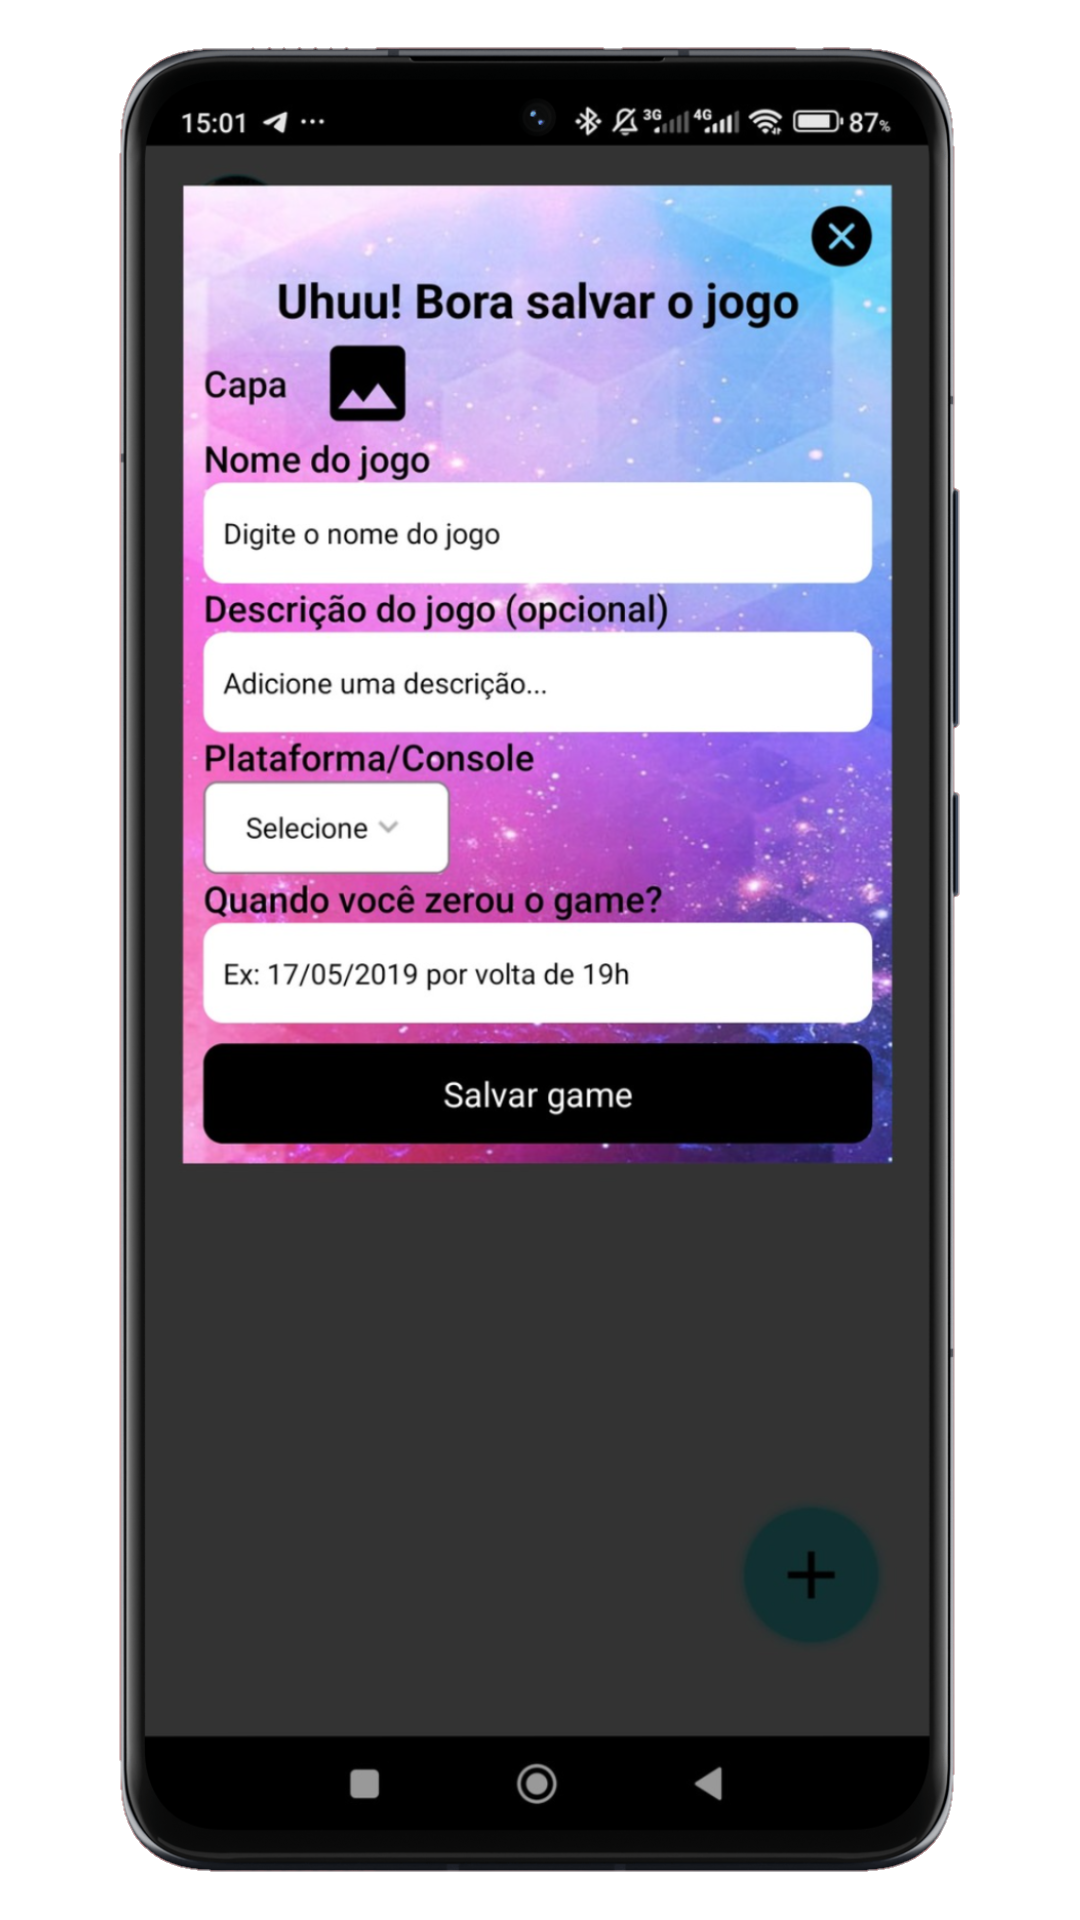 15:01 ... 3G 4G 87%
Uhuu! Bora salvar o jogo
Capa
Nome do jogo
Digite o nome do jogo
Descrição do jogo (opcional)
Adicione uma descrição...
Plataforma/Console
Selecione
Quando você zerou o game?
Ex: 17/05/2019 por volta de 19h
Salvar game